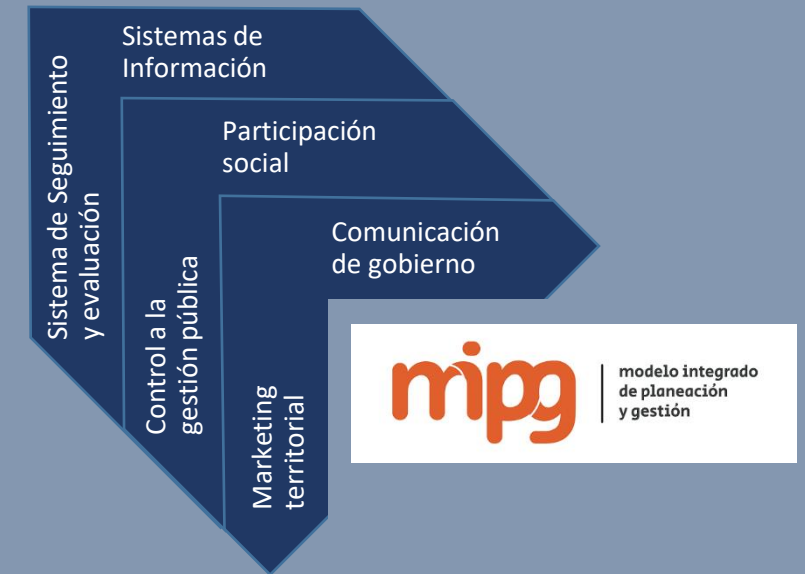 Sistemas de
Información
Participación
social
Comunicación
de gobierno
Sistema de Seguimiento
y evaluación
Control a la
gestión pública
Marketing
territorial
mipg
modelo integrado
de planeación
y gestión